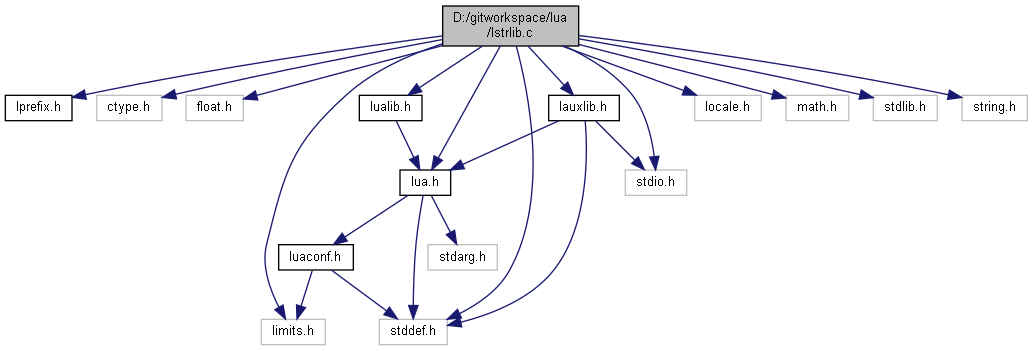 D:/gitworkspace/lua
/lstrlib.c
lprefix.h
ctype.h
float.h
lualib.h
lauxlib.h
locale.h
math.h
stdlib.h
string.h
lua.h
stdio.h
luaconf.h
stdarg.h
limits.h
stddef.h